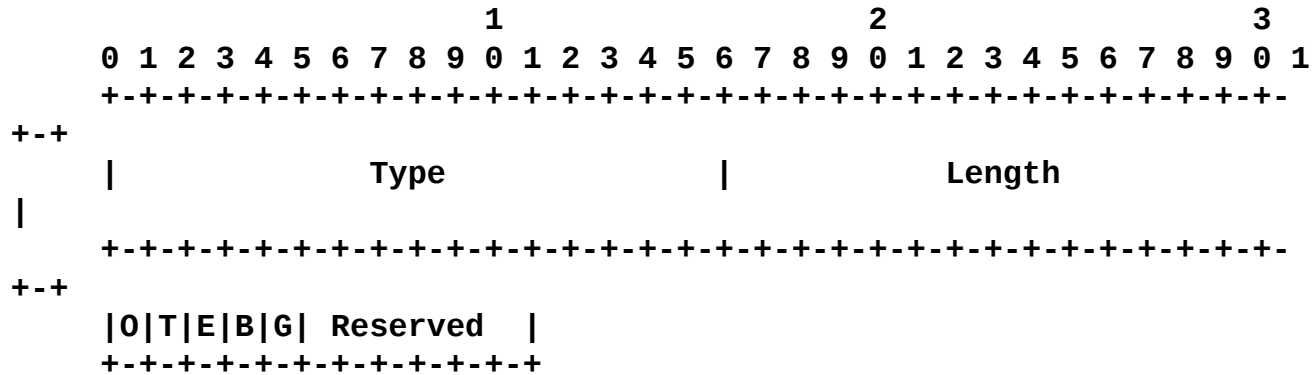 1                   2                   3
     0 1 2 3 4 5 6 7 8 9 0 1 2 3 4 5 6 7 8 9 0 1 2 3 4 5 6 7 8 9 0 1
     +-+-+-+-+-+-+-+-+-+-+-+-+-+-+-+-+-+-+-+-+-+-+-+-+-+-+-+-+-+-+-
+-+
     |             Type              |           Length
|
     +-+-+-+-+-+-+-+-+-+-+-+-+-+-+-+-+-+-+-+-+-+-+-+-+-+-+-+-+-+-+-
+-+
     |O|T|E|B|G| Reserved  |
     +-+-+-+-+-+-+-+-+-+-+-+